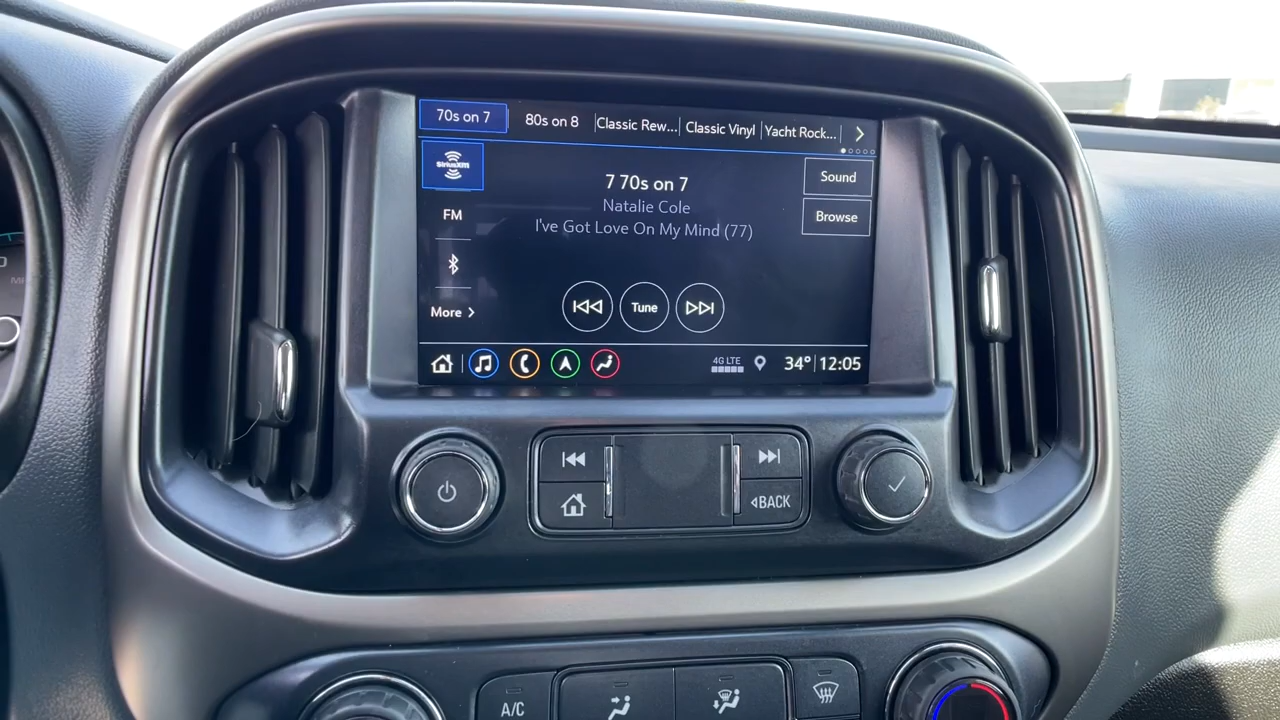 70s on 7 80s on 8 Classic Rew... Classic Vinyl Yacht Rock...
SiriusXM
7 70s on 7
Sound
Natalie Cole
FM
Browse
I've Got Love On My Mind (77)
More
Tune
4G LTE
34° 12:05
BACK
A/C